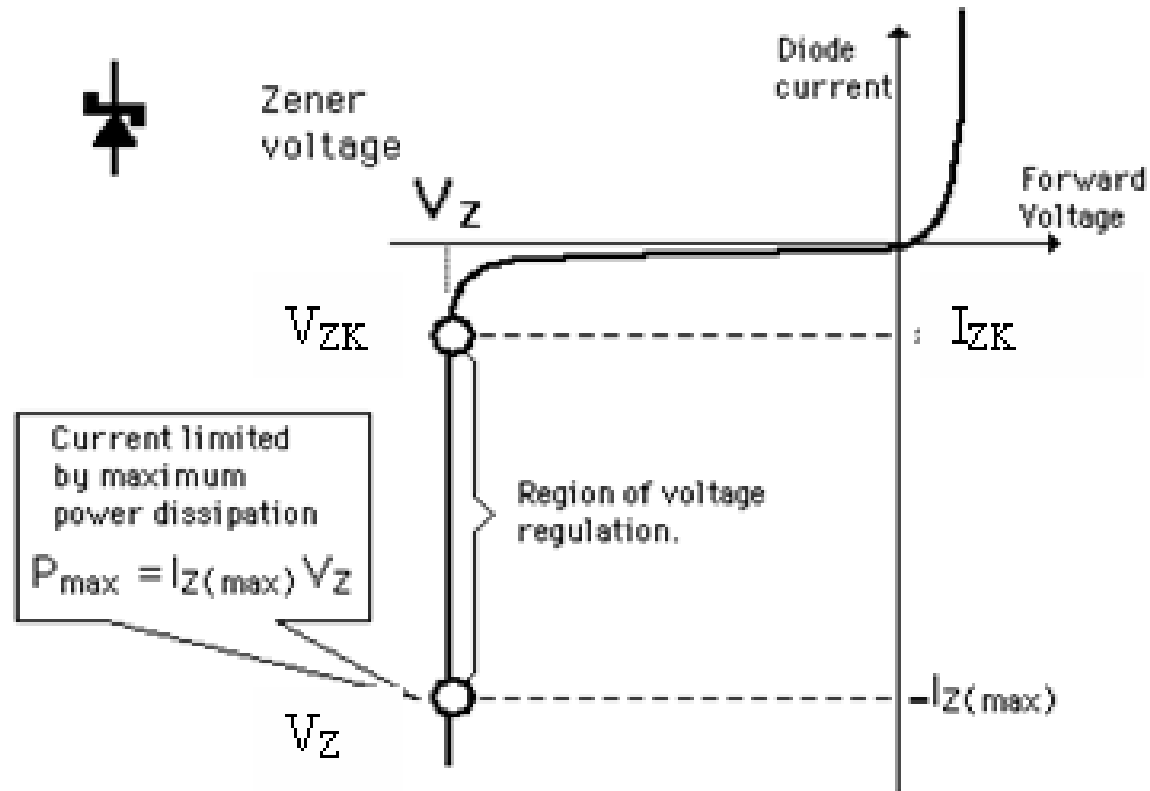 Diode
current
Zener
voltage
VZ
Forward
Voltage
VZK
IZK
Current limited
by maximum
power dissipation
Pmax = IZ(max) VZ
Region of voltage
regulation.
-IZ(max)
VZ